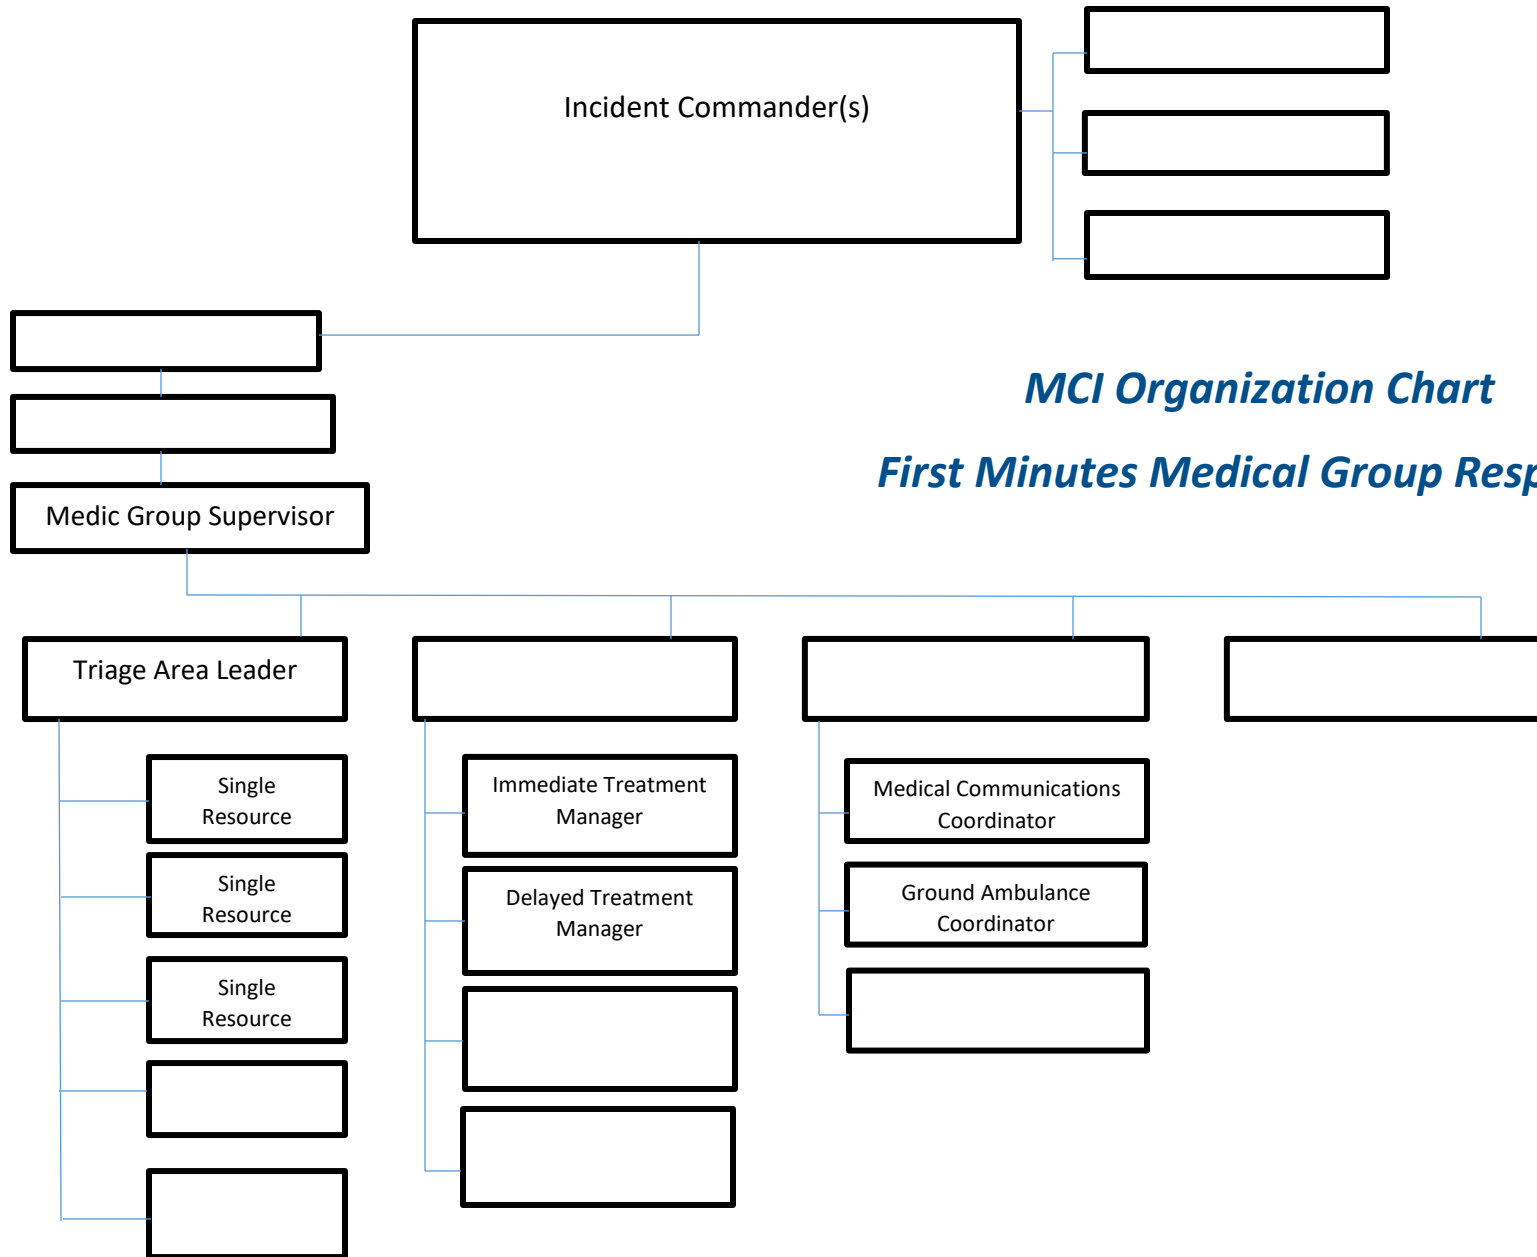 Incident Commander(s)
MCI Organization Chart
First Minutes Medical Group Resp
Medic Group Supervisor
Triage Area Leader
Single
Resource
Single
Resource
Single
Resource
Immediate Treatment
Manager
Delayed Treatment
Manager
Medical Communications
Coordinator
Ground Ambulance
Coordinator